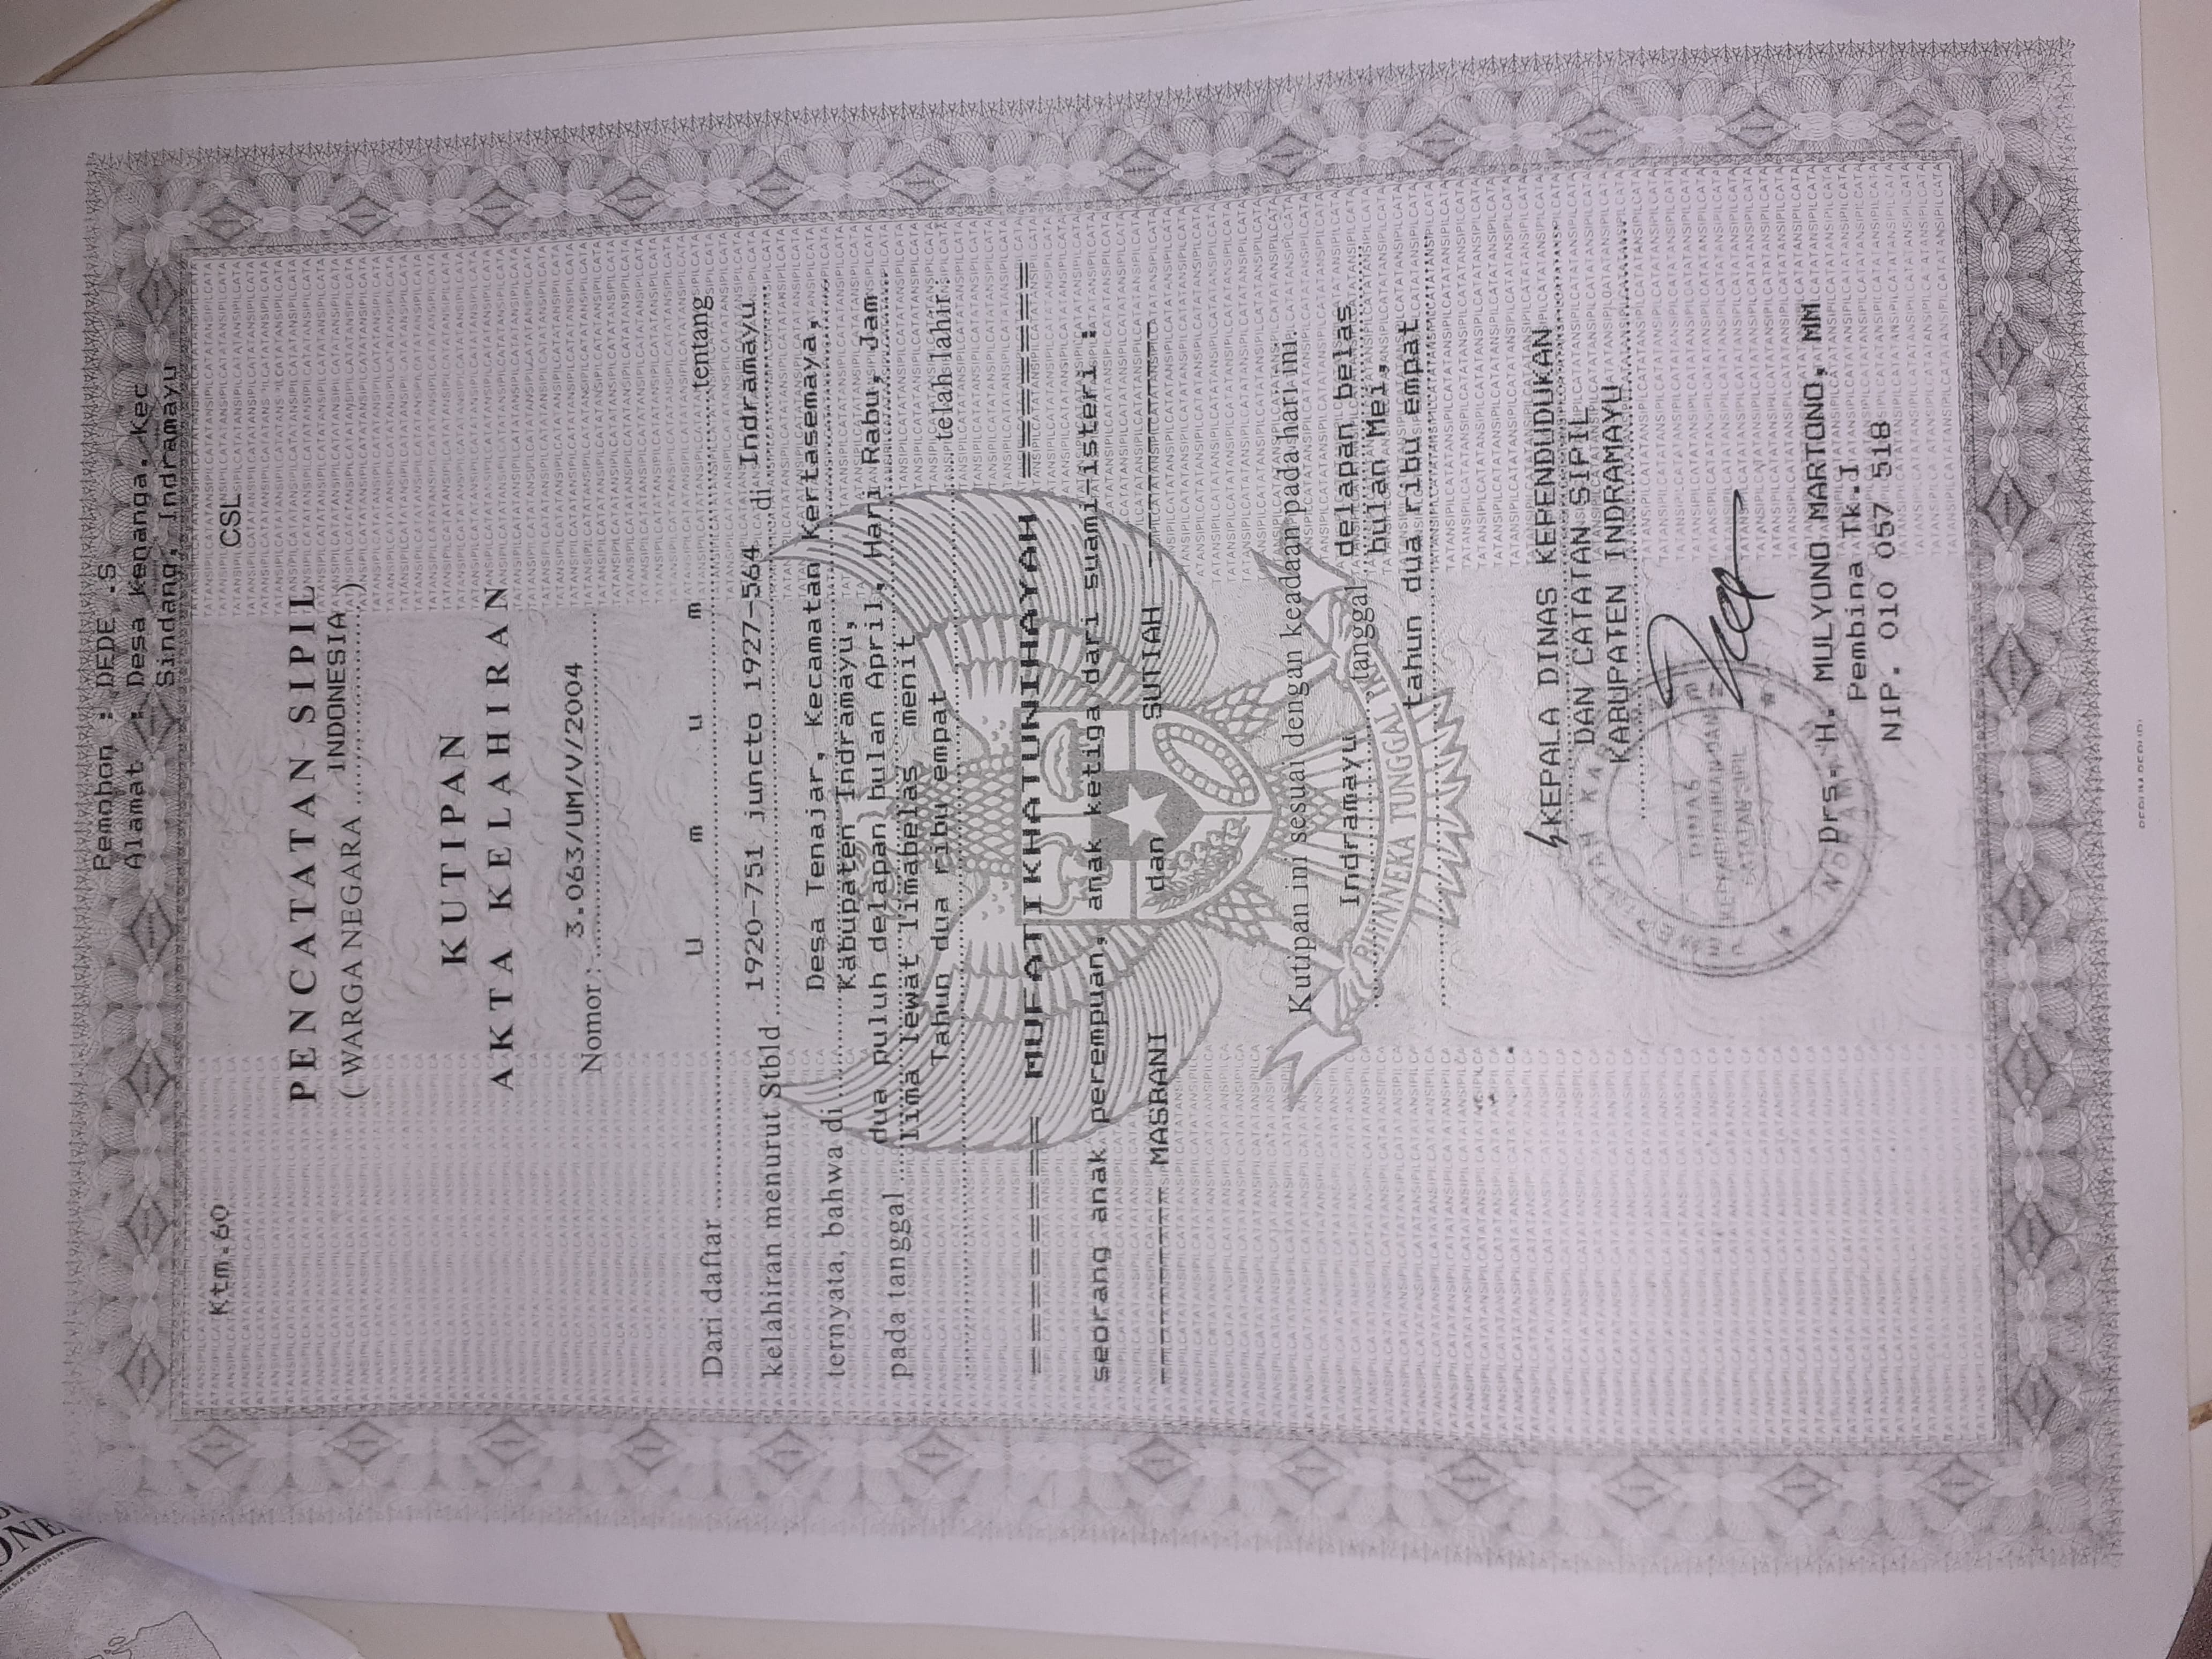 Pemohon : DEDE .S
Alamat : Desa kenanga. Kec
Sindang, Indramayu
Ktm.60
CSL
PENCATATAN SIPIL
(WARGA NEGARA INDONESIA)
KUTIPAN
AKTA KELAHIRAN
Nomor : 3.063/UM/V/2004
Dari daftar U m u m tentang
kelahiran menurut Stbld 1920-751 juncto 1927-564 di Indramayu
ternyata, bahwa di Desa Tenajar, Kecamatan Kertasemaya,
Kabupaten Indramayu,
dua puluh delapan bulan April, Hari Rabu, Jam
pada tanggal lima lewat limabelas menit telah lahir :
Tahun dua ribu empat
======= MUFATIKHATUNIHAYAH =======
seorang anak perempuan, anak ketiga dari suami-isteri :
MASRANI dan SUTIAH
Kutipan ini sesuai dengan keadaan pada hari ini.
Indramayu, tanggal delapan belas
bulan Mei,
tahun dua ribu empat
BHINNEKA TUNGGAL IKA
KEPALA DINAS KEPENDUDUKAN
DAN CATATAN SIPIL
KABUPATEN INDRAMAYU
DINAS
KEPENDUDUKAN DAN
CATATAN SIPIL
Drs. H. MULYONO MARTONO, MM
Pembina Tk.I
NIP. 010 057 518